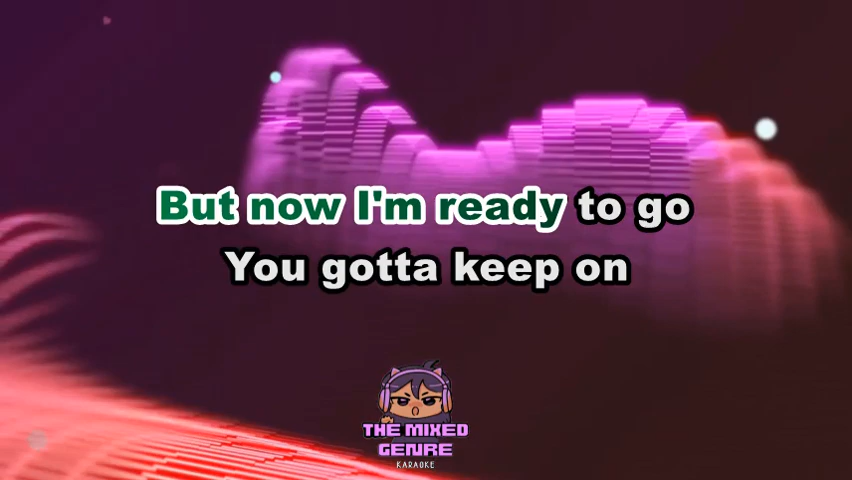 But now I'm ready to go
You gotta keep on
THE MIXED
GENRE
KARAOKE